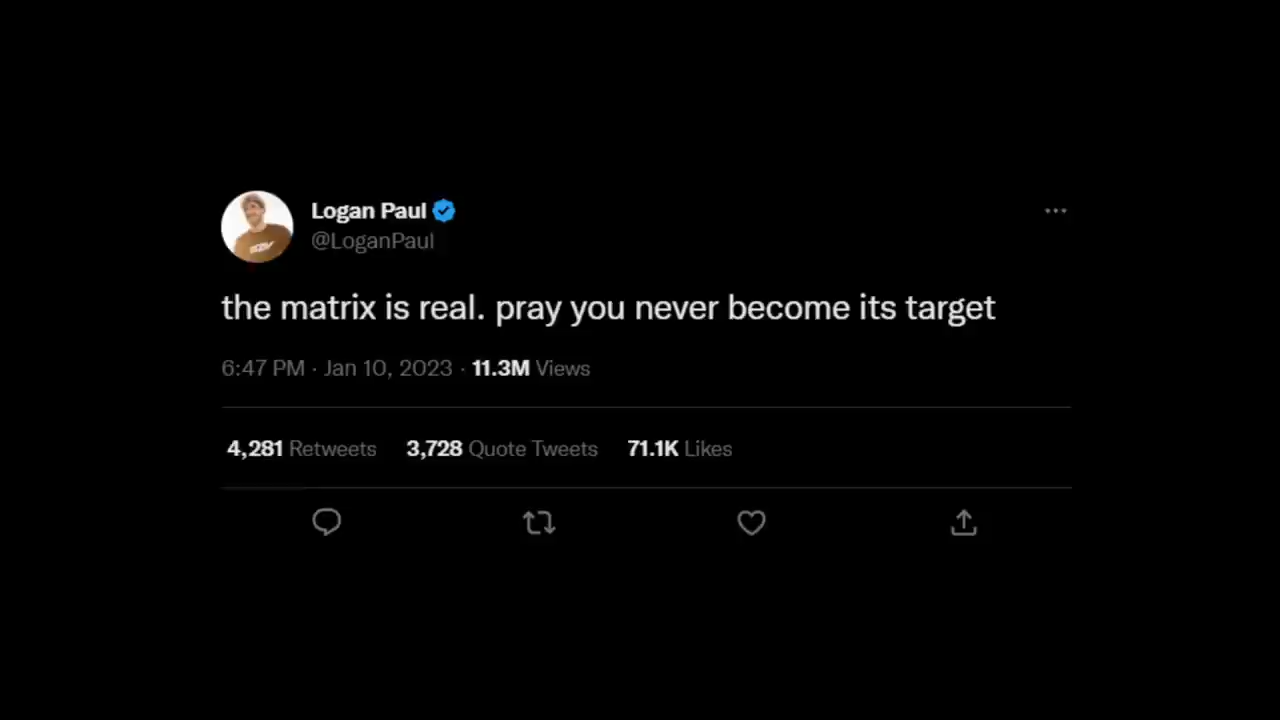 Logan Paul
@LoganPaul
the matrix is real. pray you never become its target
6:47 PM · Jan 10, 2023 · 11.3M Views
4,281 Retweets 3,728 Quote Tweets 71.1K Likes